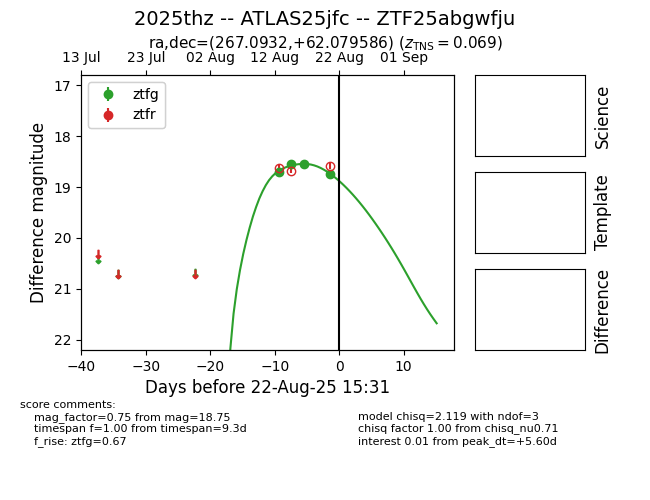 2025thz -- ATLAS25jfc -- ZTF25abgwfju
ra,dec=(267.0932,+62.079586) (z_TNS = 0.069)
13 Jul 23 Jul 02 Aug 12 Aug 22 Aug 01 Sep
ztfg
ztfr
17
18
19
20
21
22
Difference magnitude
−40 −30 −20 −10 0 10
Days before 22-Aug-25 15:31
Science
Template
Difference
score comments:
mag_factor=0.75 from mag=18.75
timespan f=1.00 from timespan=9.3d
f_rise: ztfg=0.67
model chisq=2.119 with ndof=3
chisq factor 1.00 from chisq_nu0.71
interest 0.01 from peak_dt=+5.60d